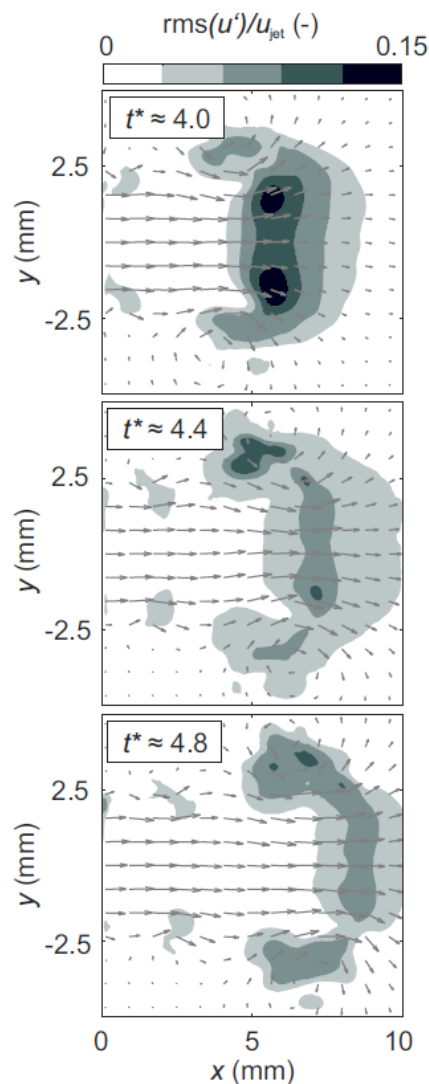 rms(u‘)/u_jet (-)
0 0.15
t* ≈ 4.0
2.5
y (mm)
-2.5
t* ≈ 4.4
2.5
y (mm)
-2.5
t* ≈ 4.8
2.5
y (mm)
-2.5
0 5 10
x (mm)